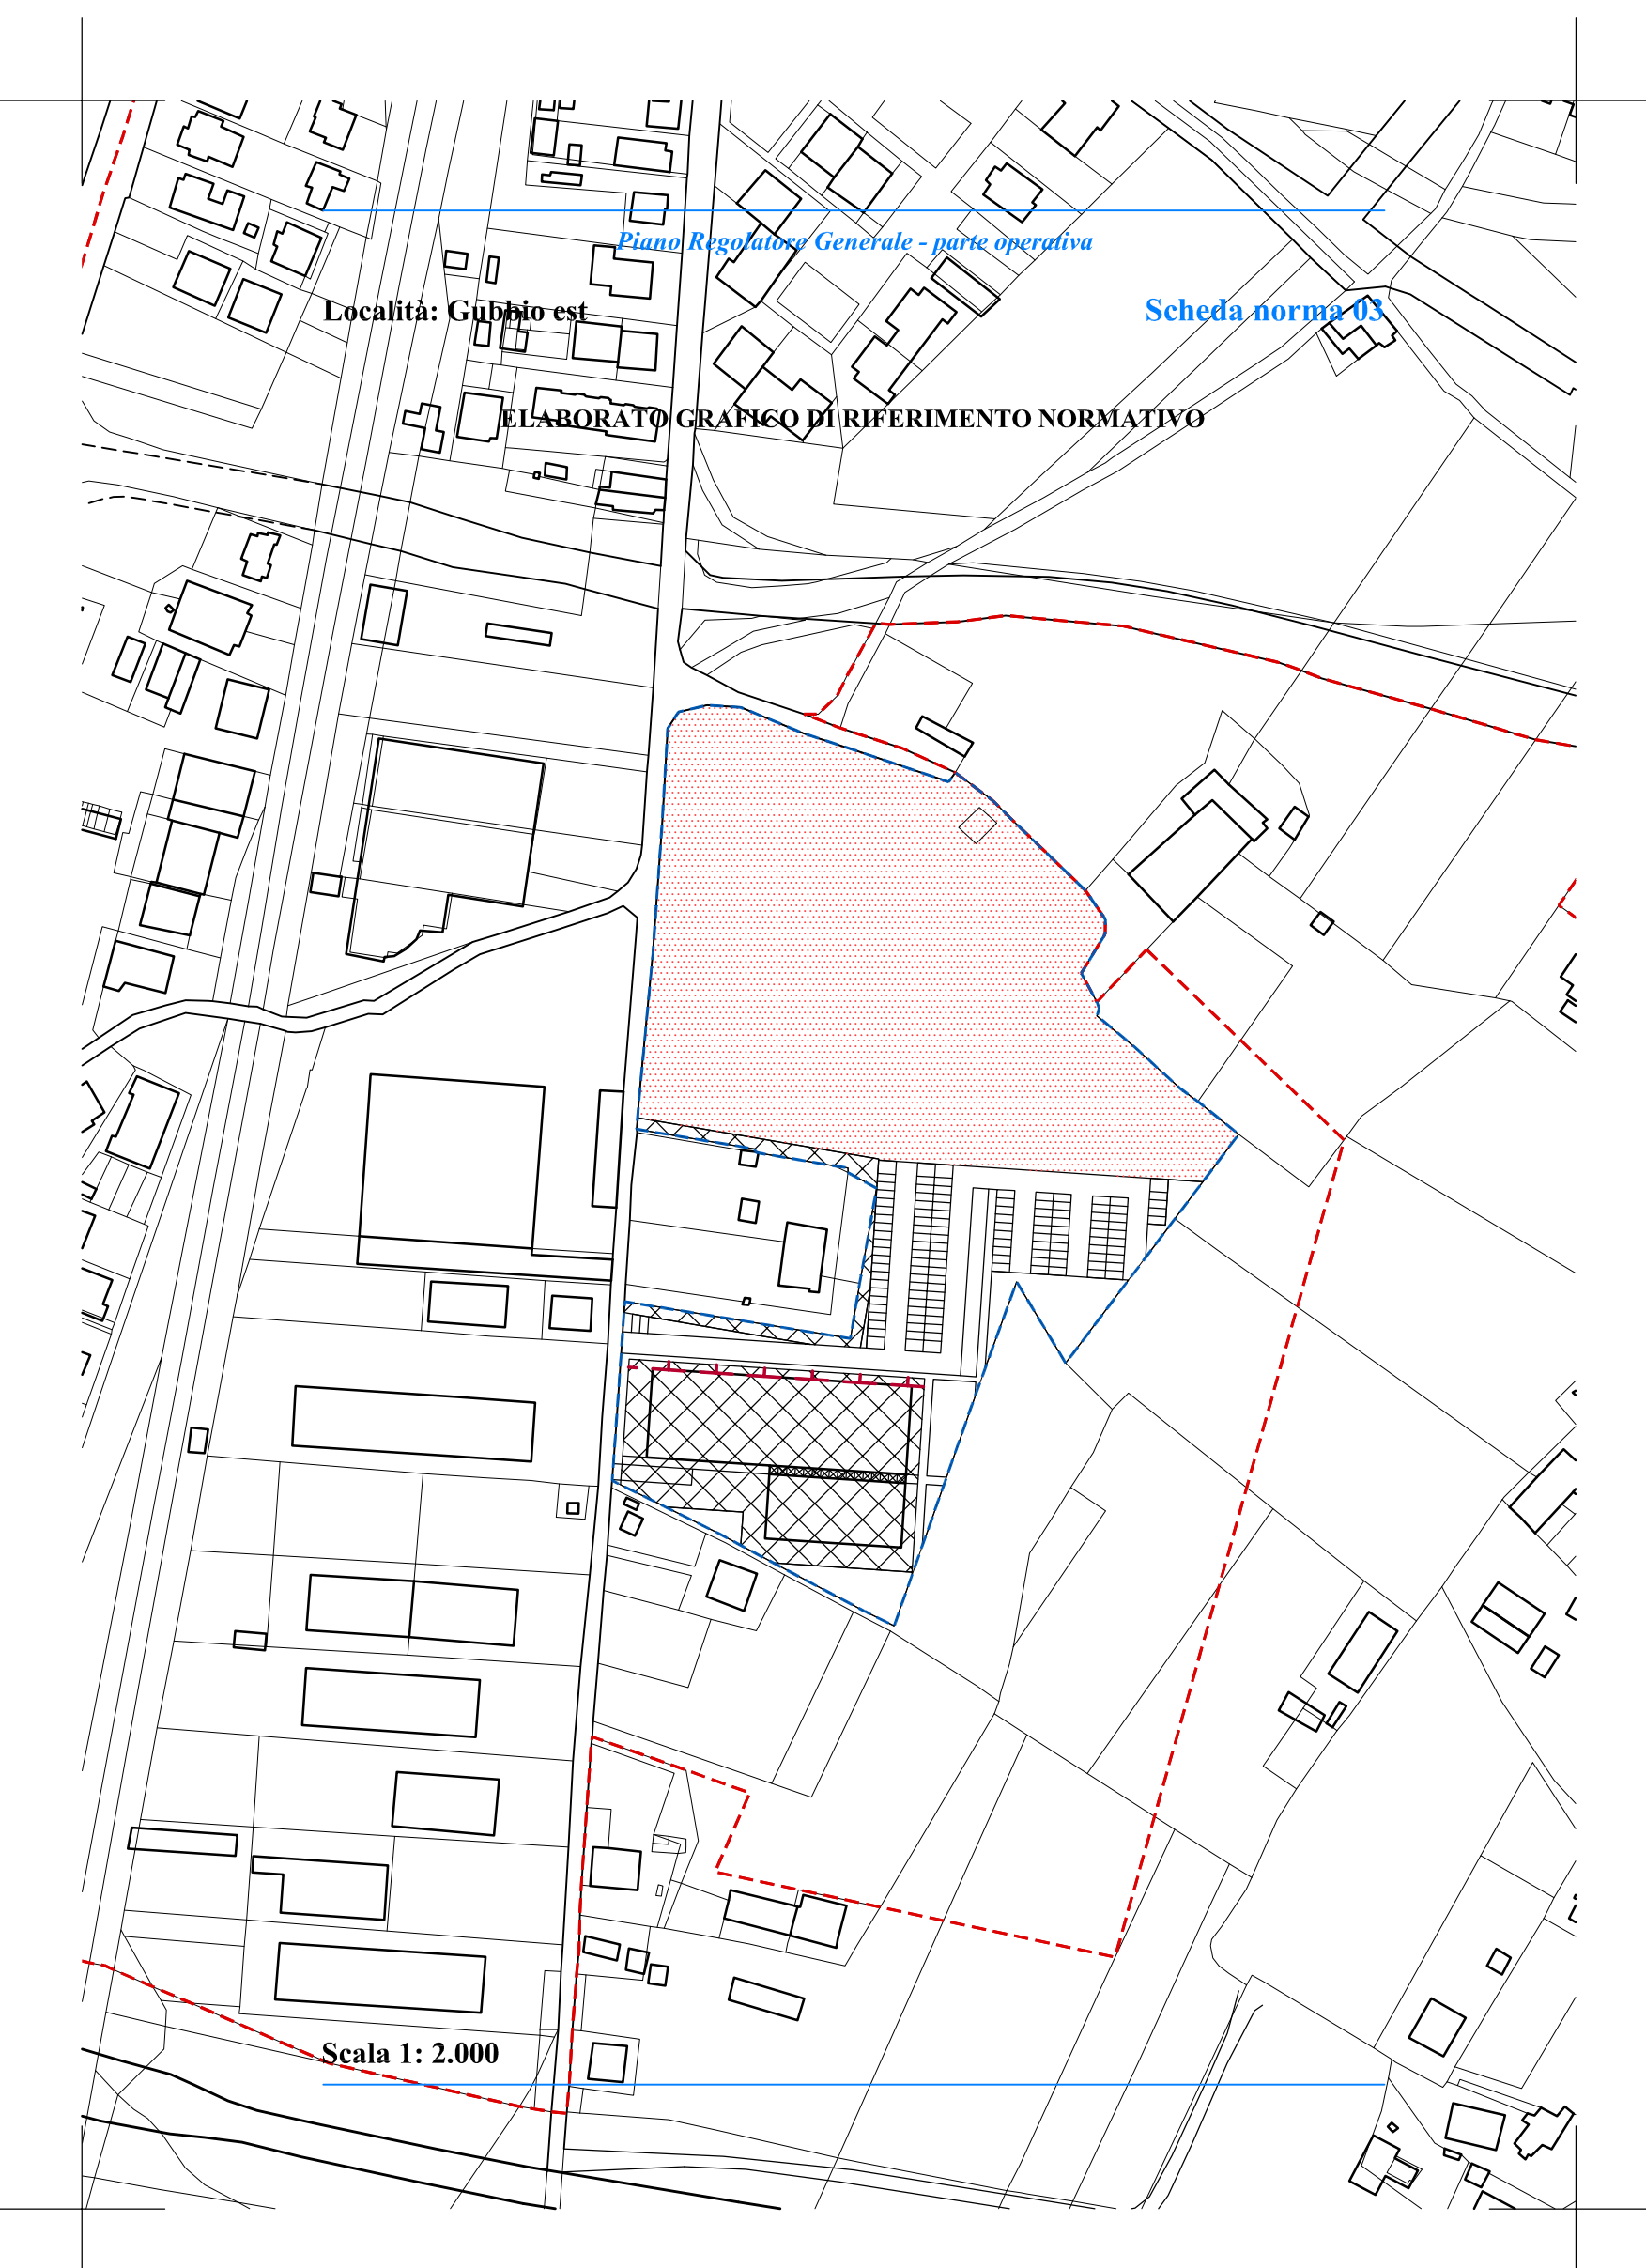 Piano Regolatore Generale - parte operativa
Località: Gubbio est
Scheda norma 03
ELABORATO GRAFICO DI RIFERIMENTO NORMATIVO
Scala 1: 2.000